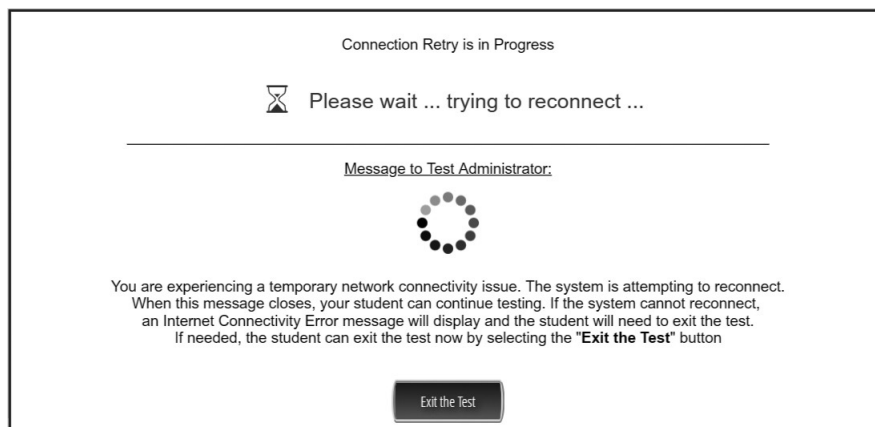 Connection Retry is in Progress
Please wait ... trying to reconnect ...
Message to Test Administrator:
You are experiencing a temporary network connectivity issue. The system is attempting to reconnect.
When this message closes, your student can continue testing. If the system cannot reconnect,
an Internet Connectivity Error message will display and the student will need to exit the test.
If needed, the student can exit the test now by selecting the "Exit the Test" button
Exit the Test